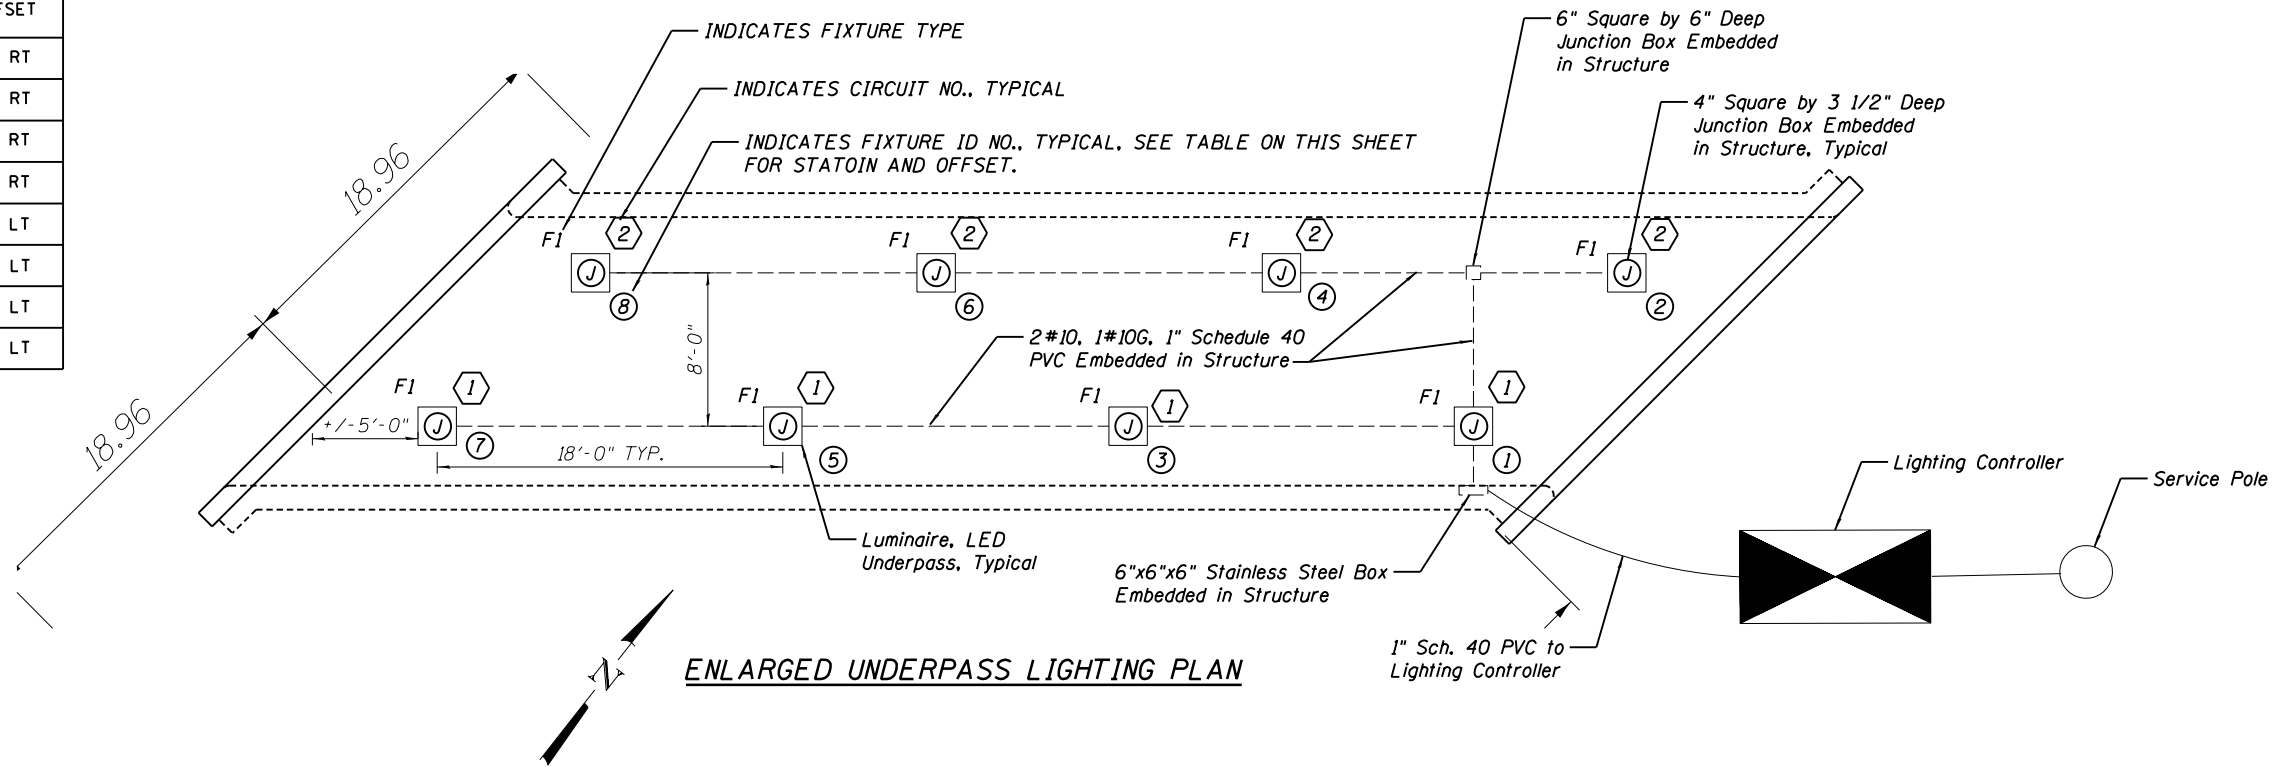 FSET
RT
RT
RT
RT
LT
LT
LT
LT
INDICATES FIXTURE TYPE
INDICATES CIRCUIT NO., TYPICAL
INDICATES FIXTURE ID NO., TYPICAL, SEE TABLE ON THIS SHEET
FOR STATOIN AND OFFSET.
6" Square by 6" Deep
Junction Box Embedded
in Structure
4" Square by 3 1/2" Deep
Junction Box Embedded
in Structure, Typical
18.96
18.96
F1 2
F1 2
F1 2
F1 2
J
J
J
J
8
6
4
2
2#10, 1#10G, 1" Schedule 40
PVC Embedded in Structure
8'-0"
F1 1
F1 1
F1 1
F1 1
+/-5'-0"
J
J
J
J
7
5
3
1
18'-0" TYP.
Lighting Controller
Service Pole
Luminaire, LED
Underpass, Typical
6"x6"x6" Stainless Steel Box
Embedded in Structure
1" Sch. 40 PVC to
Lighting Controller
N
ENLARGED UNDERPASS LIGHTING PLAN